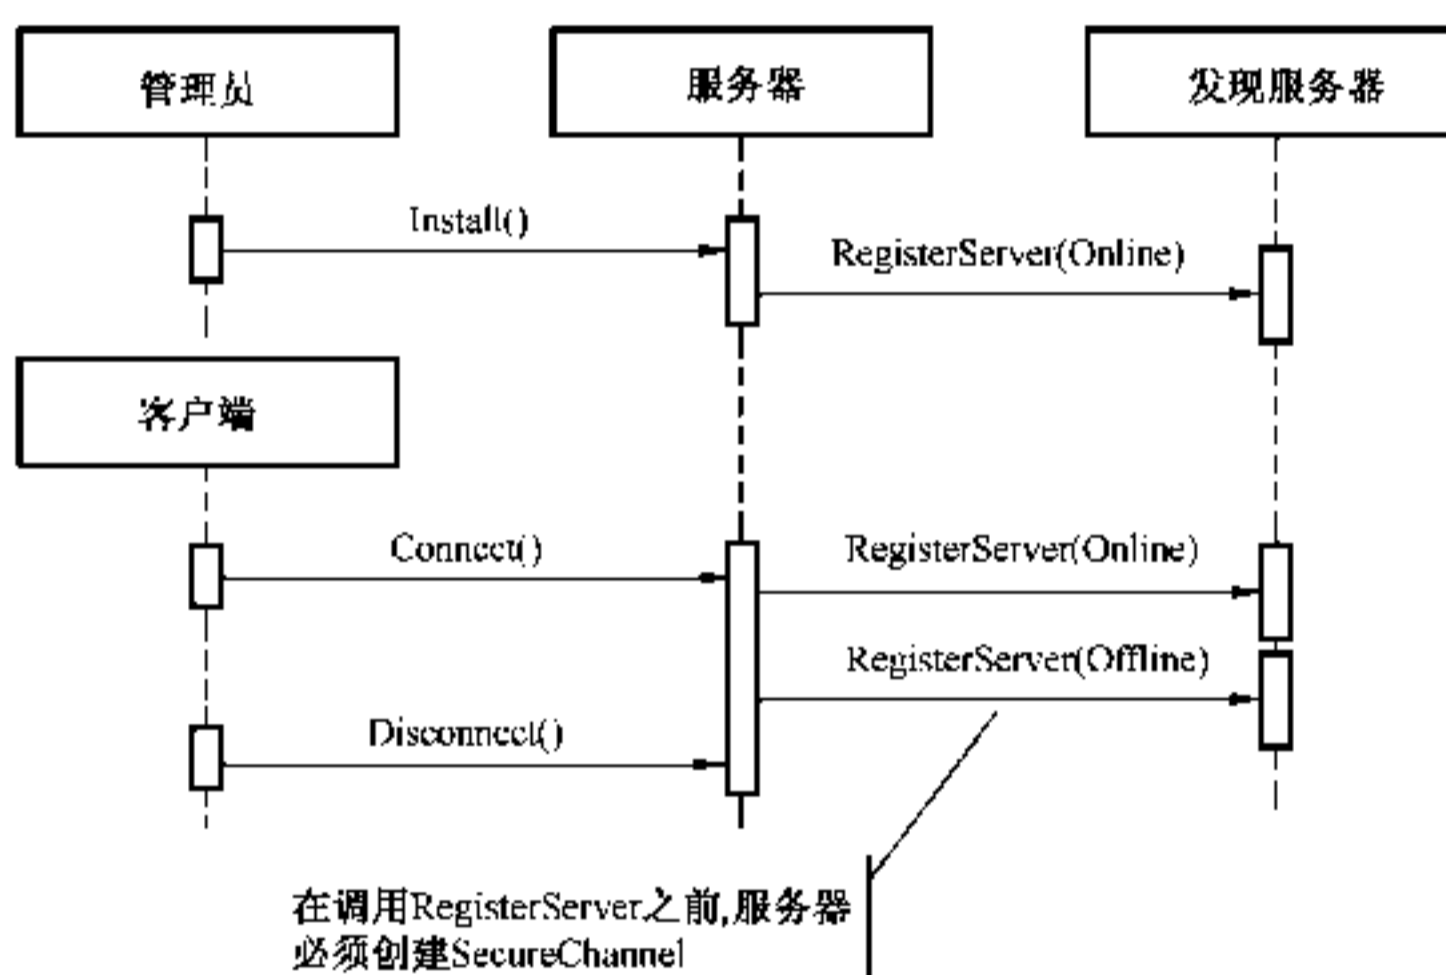 管理员
服务器
发现服务器
Install()
RegisterServer(Online)
客户端
Connect()
RegisterServer(Online)
RegisterServer(Offline)
Disconnect()
在调用RegisterServer之前,服务器
必须创建SecureChannel